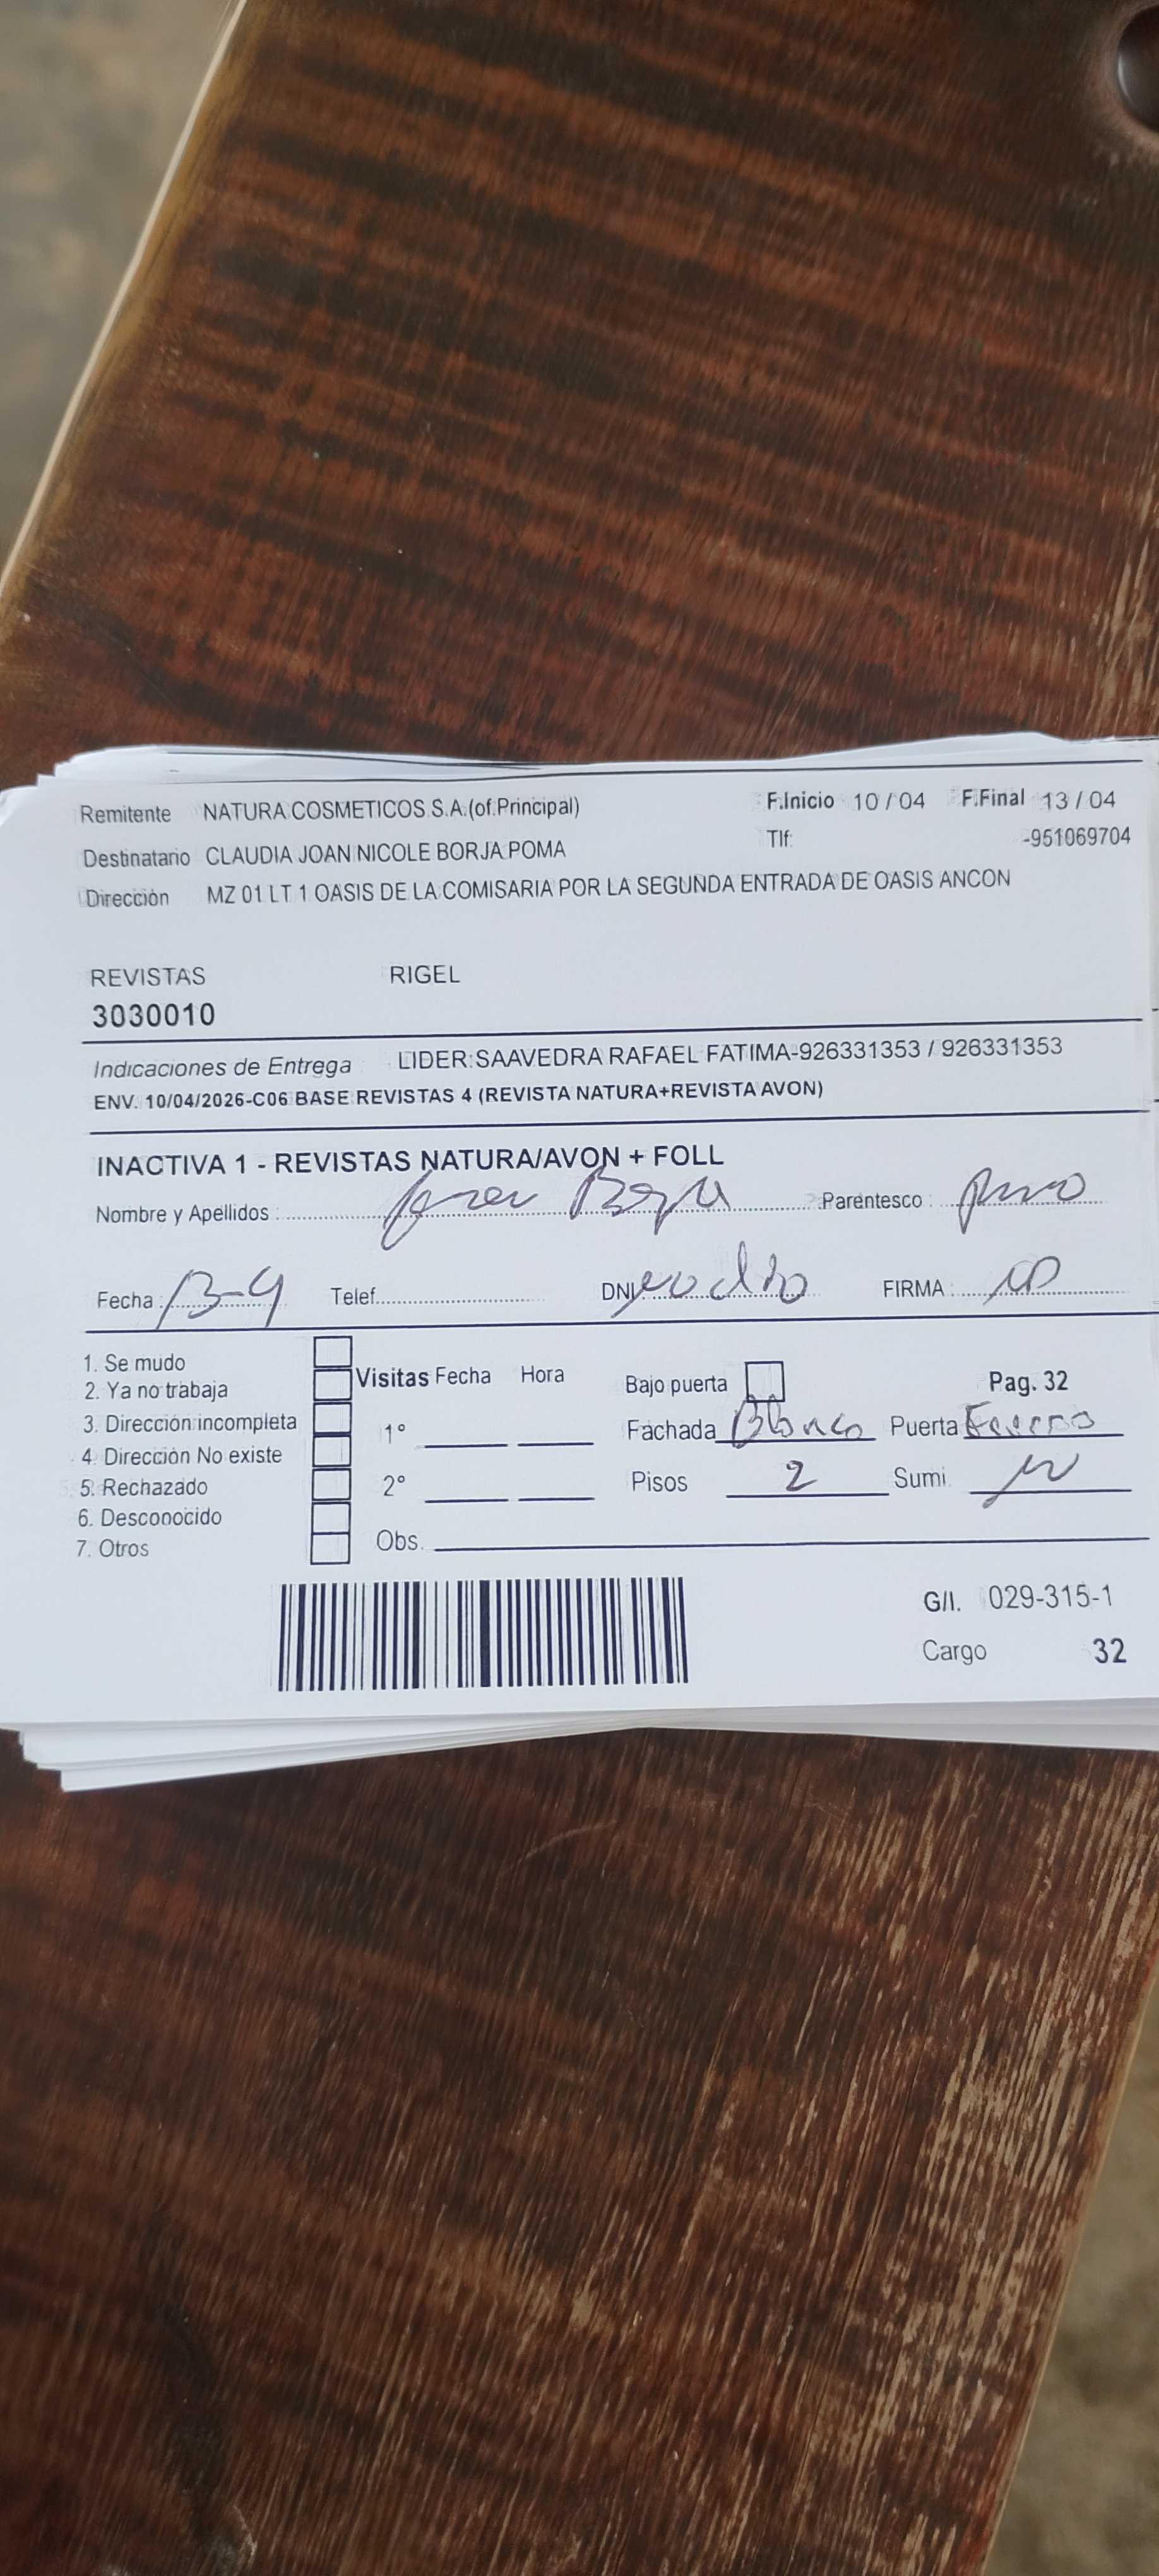 Remitente NATURA COSMETICOS S.A.(of.Principal) F.Inicio 10 / 04 F.Final 13 / 04
Destinatario CLAUDIA JOAN NICOLE BORJA POMA Tlf: -951069704
Dirección MZ 01 LT 1 OASIS DE LA COMISARIA POR LA SEGUNDA ENTRADA DE OASIS ANCON
REVISTAS RIGEL
3030010
Indicaciones de Entrega LIDER:SAAVEDRA RAFAEL FATIMA-926331353 / 926331353
ENV. 10/04/2026-C06 BASE REVISTAS 4 (REVISTA NATURA+REVISTA AVON)
INACTIVA 1 - REVISTAS NATURA/AVON + FOLL
Nombre y Apellidos : Borja Parentesco :
Fecha : 13-4 Telef. DNI: FIRMA :
1. Se mudo
2. Ya no trabaja Visitas Fecha Hora Bajo puerta Pag. 32
3. Dirección incompleta 1° Fachada Blanco Puerta Fierro
4. Dirección No existe
5. Rechazado 2° Pisos 2 Sumi.
6. Desconocido
7. Otros Obs.
G/I. 029-315-1
Cargo 32